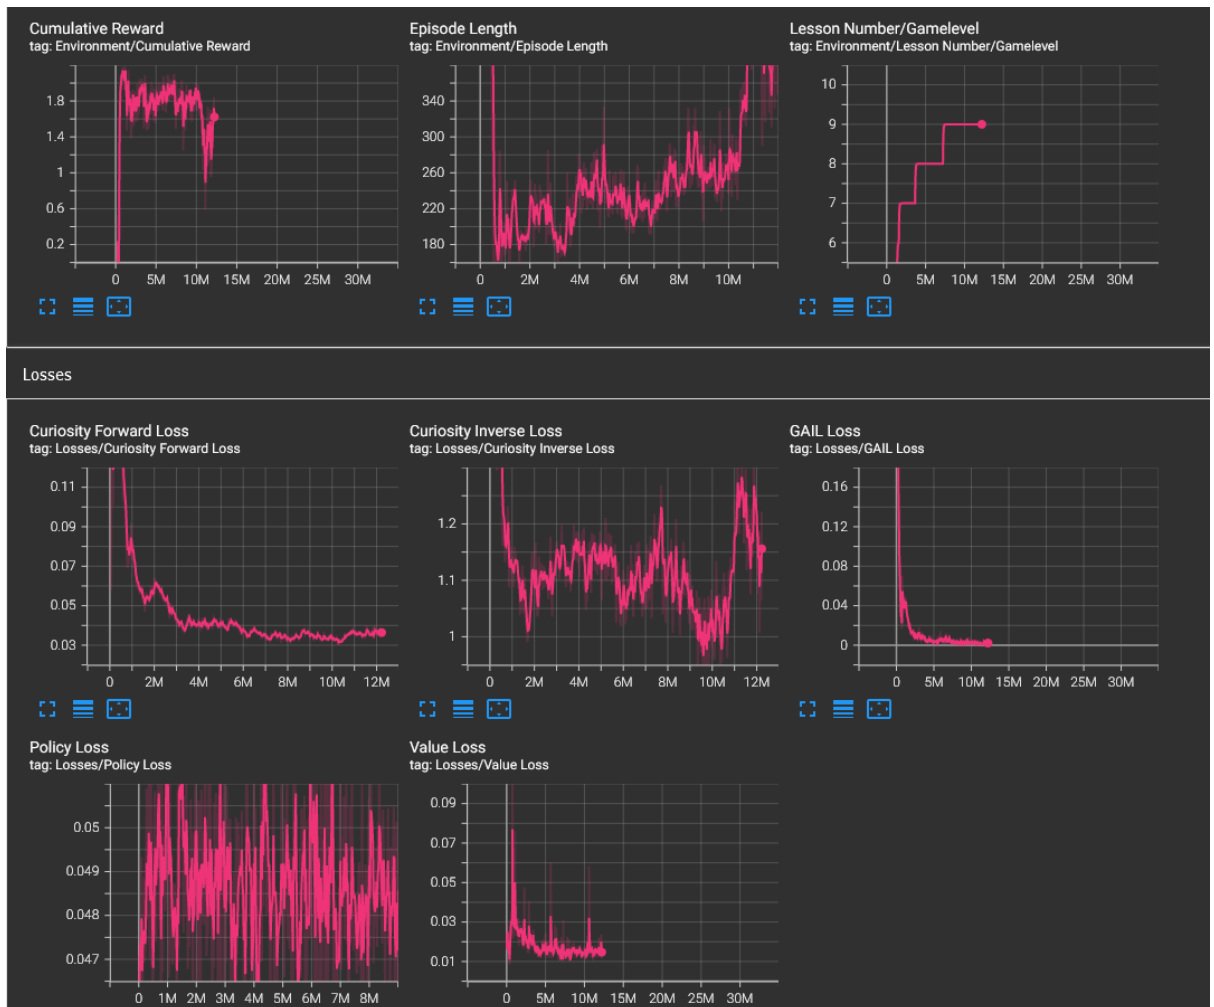 Cumulative Reward
tag: Environment/Cumulative Reward
1.8
1.4
1
0.6
0.2
0 5M 10M 15M 20M 25M 30M
Episode Length
tag: Environment/Episode Length
340
300
260
220
180
0 2M 4M 6M 8M 10M
Lesson Number/Gamelevel
tag: Environment/Lesson Number/Gamelevel
10
9
8
7
6
0 5M 10M 15M 20M 25M 30M
Losses
Curiosity Forward Loss
tag: Losses/Curiosity Forward Loss
0.11
0.09
0.07
0.05
0.03
0 2M 4M 6M 8M 10M 12M
Curiosity Inverse Loss
tag: Losses/Curiosity Inverse Loss
1.2
1.1
1
0 2M 4M 6M 8M 10M 12M
GAIL Loss
tag: Losses/GAIL Loss
0.16
0.12
0.08
0.04
0
0 5M 10M 15M 20M 25M 30M
Policy Loss
tag: Losses/Policy Loss
0.05
0.049
0.048
0.047
0 1M 2M 3M 4M 5M 6M 7M 8M
Value Loss
tag: Losses/Value Loss
0.09
0.07
0.05
0.03
0.01
0 5M 10M 15M 20M 25M 30M